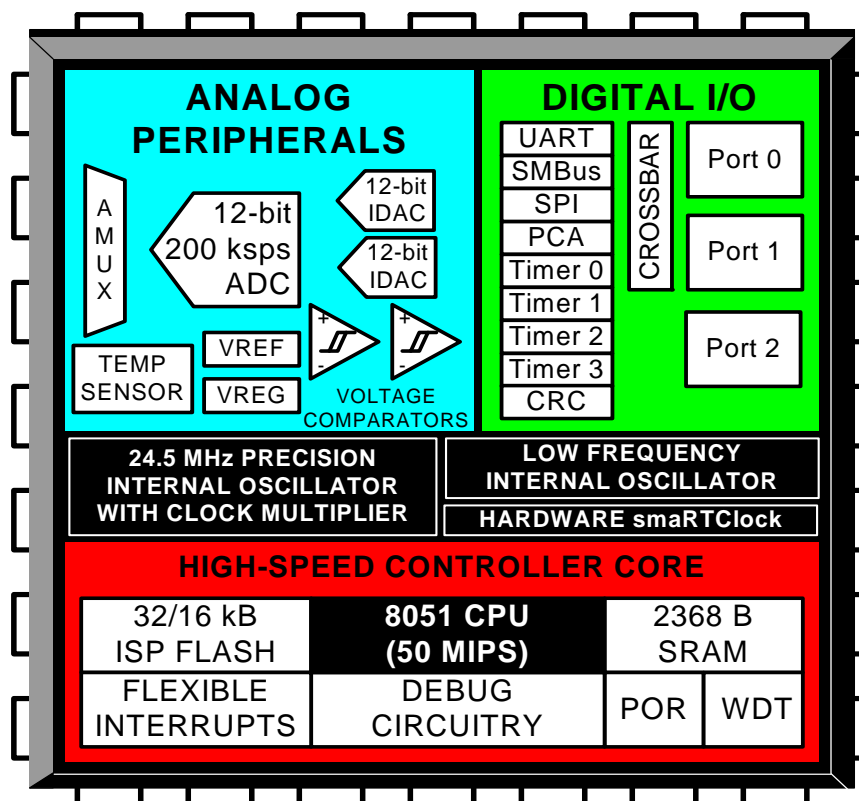 ANALOG
PERIPHERALS
A
M
U
X
12-bit
200 ksps
ADC
12-bit
IDAC
12-bit
IDAC
TEMP
SENSOR
VREF
VREG
+
-
+
-
VOLTAGE
COMPARATORS
DIGITAL I/O
UART
SMBus
SPI
PCA
Timer 0
Timer 1
Timer 2
Timer 3
CRC
CROSSBAR
Port 0
Port 1
Port 2
24.5 MHz PRECISION
INTERNAL OSCILLATOR
WITH CLOCK MULTIPLIER
LOW FREQUENCY
INTERNAL OSCILLATOR
HARDWARE smaRTClock
HIGH-SPEED CONTROLLER CORE
32/16 kB
ISP FLASH
8051 CPU
(50 MIPS)
2368 B
SRAM
FLEXIBLE
INTERRUPTS
DEBUG
CIRCUITRY
POR
WDT